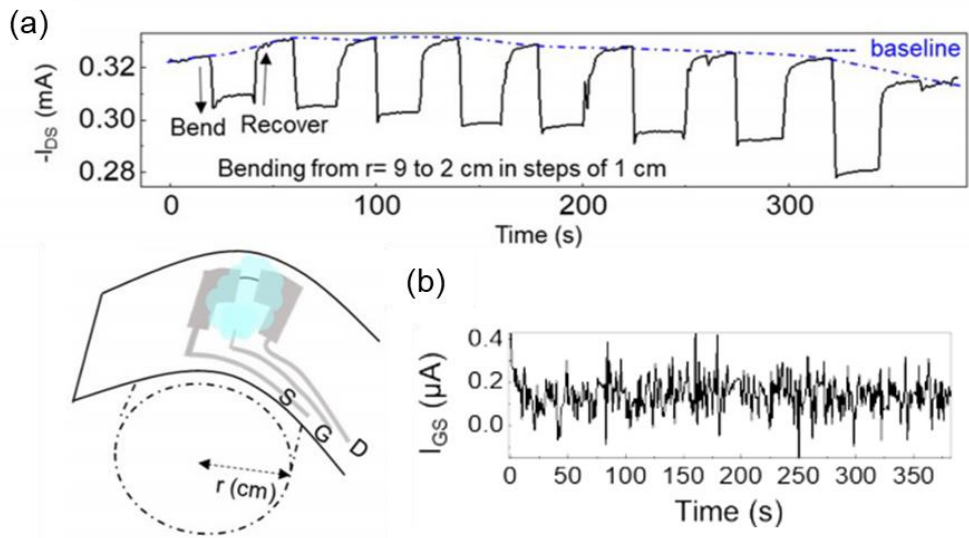 (a)
-I_DS (mA)
0.32
0.30
0.28
baseline
Bend
Recover
Bending from r= 9 to 2 cm in steps of 1 cm
0
100
200
300
Time (s)
S
G
D
r (cm)
(b)
I_GS (μA)
0.4
0.2
0.0
0
50
100
150
200
250
300
350
Time (s)